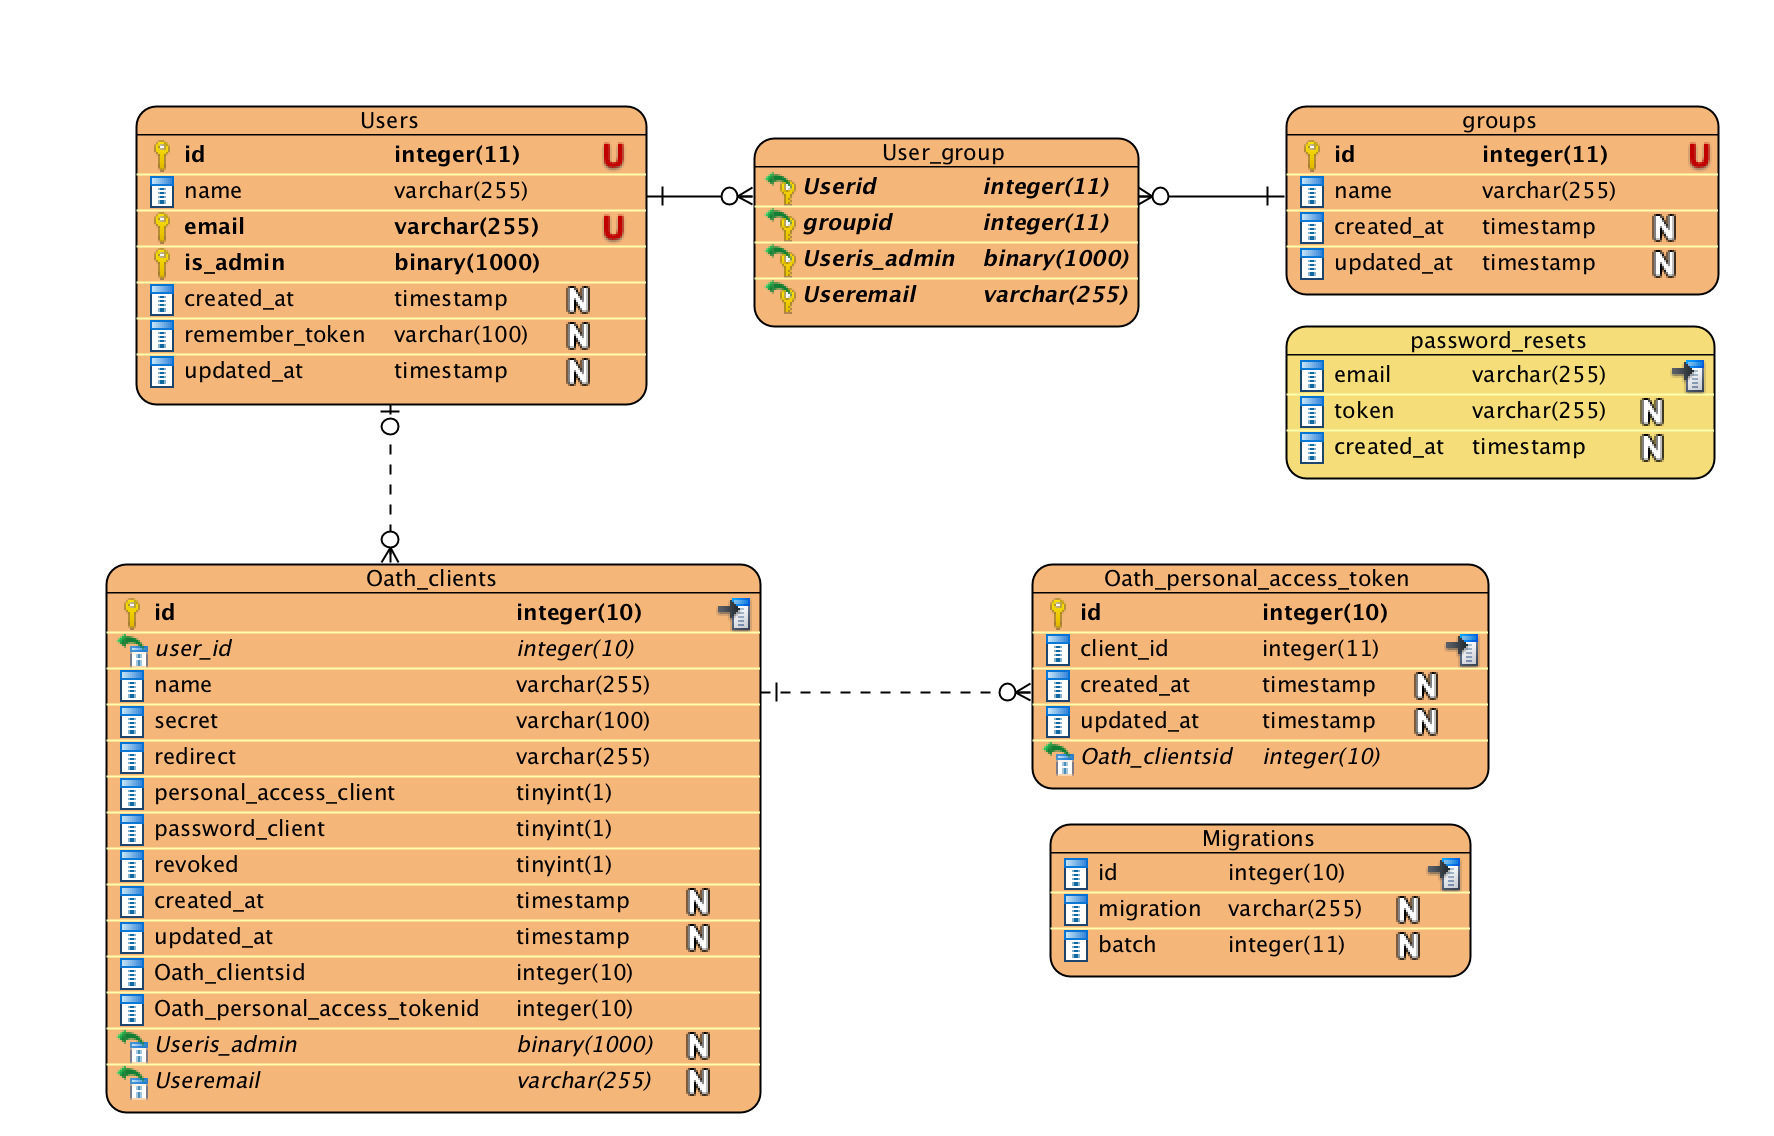 Users
id integer(11) U
name varchar(255)
email varchar(255) U
is_admin binary(1000)
created_at timestamp N
remember_token varchar(100) N
updated_at timestamp N
User_group
Userid integer(11)
groupid integer(11)
Useris_admin binary(1000)
Useremail varchar(255)
groups
id integer(11) U
name varchar(255)
created_at timestamp N
updated_at timestamp N
password_resets
email varchar(255)
token varchar(255) N
created_at timestamp N
Oath_clients
id integer(10)
user_id integer(10)
name varchar(255)
secret varchar(100)
redirect varchar(255)
personal_access_client tinyint(1)
password_client tinyint(1)
revoked tinyint(1)
created_at timestamp N
updated_at timestamp N
Oath_clientsid integer(10)
Oath_personal_access_tokenid integer(10)
Useris_admin binary(1000) N
Useremail varchar(255) N
Oath_personal_access_token
id integer(10)
client_id integer(11)
created_at timestamp N
updated_at timestamp N
Oath_clientsid integer(10)
Migrations
id integer(10)
migration varchar(255) N
batch integer(11) N